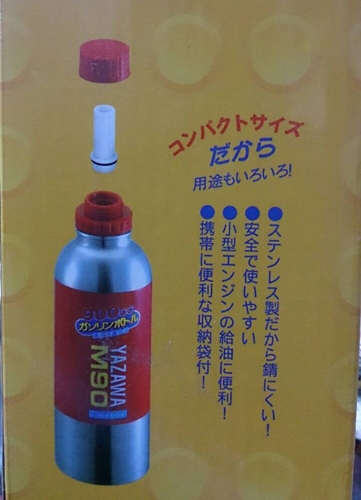 コンパクトサイズ
だから
用途もいろいろ!
●ステンレス製だから錆にくい!
●安全で使いやすい
●小型エンジンの給油に便利!
●携帯に便利な収納袋付!
900cc
ガソリンボトル
YAZAWA
M90